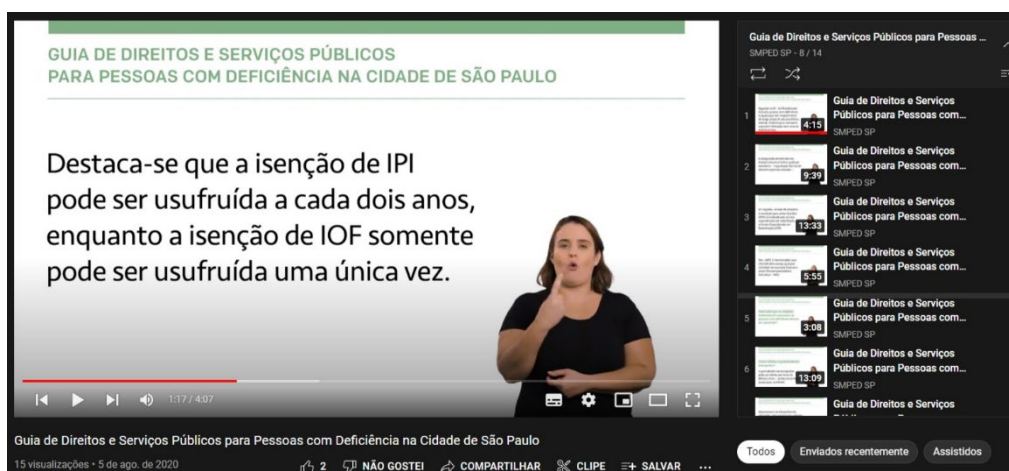 GUIA DE DIREITOS E SERVIÇOS PÚBLICOS
PARA PESSOAS COM DEFICIÊNCIA NA CIDADE DE SÃO PAULO
Destaca-se que a isenção de IPI
pode ser usufruída a cada dois anos,
enquanto a isenção de IOF somente
pode ser usufruída uma única vez.
1:17 / 4:07
Guia de Direitos e Serviços Públicos para Pessoas com Deficiência na Cidade de São Paulo
15 visualizações • 5 de ago. de 2020
2 NÃO GOSTEI COMPARTILHAR CLIPE SALVAR ...
Guia de Direitos e Serviços Públicos para Pessoas ...
SMPED SP - 8 / 14
1
4:15
Guia de Direitos e Serviços
Públicos para Pessoas com...
SMPED SP
2
9:39
Guia de Direitos e Serviços
Públicos para Pessoas com...
SMPED SP
3
13:33
Guia de Direitos e Serviços
Públicos para Pessoas com...
SMPED SP
4
5:55
Guia de Direitos e Serviços
Públicos para Pessoas com...
SMPED SP
5
3:08
Guia de Direitos e Serviços
Públicos para Pessoas com...
SMPED SP
6
13:09
Guia de Direitos e Serviços
Públicos para Pessoas com...
SMPED SP
Guia de Direitos e Serviços
Todos Enviados recentemente Assistidos